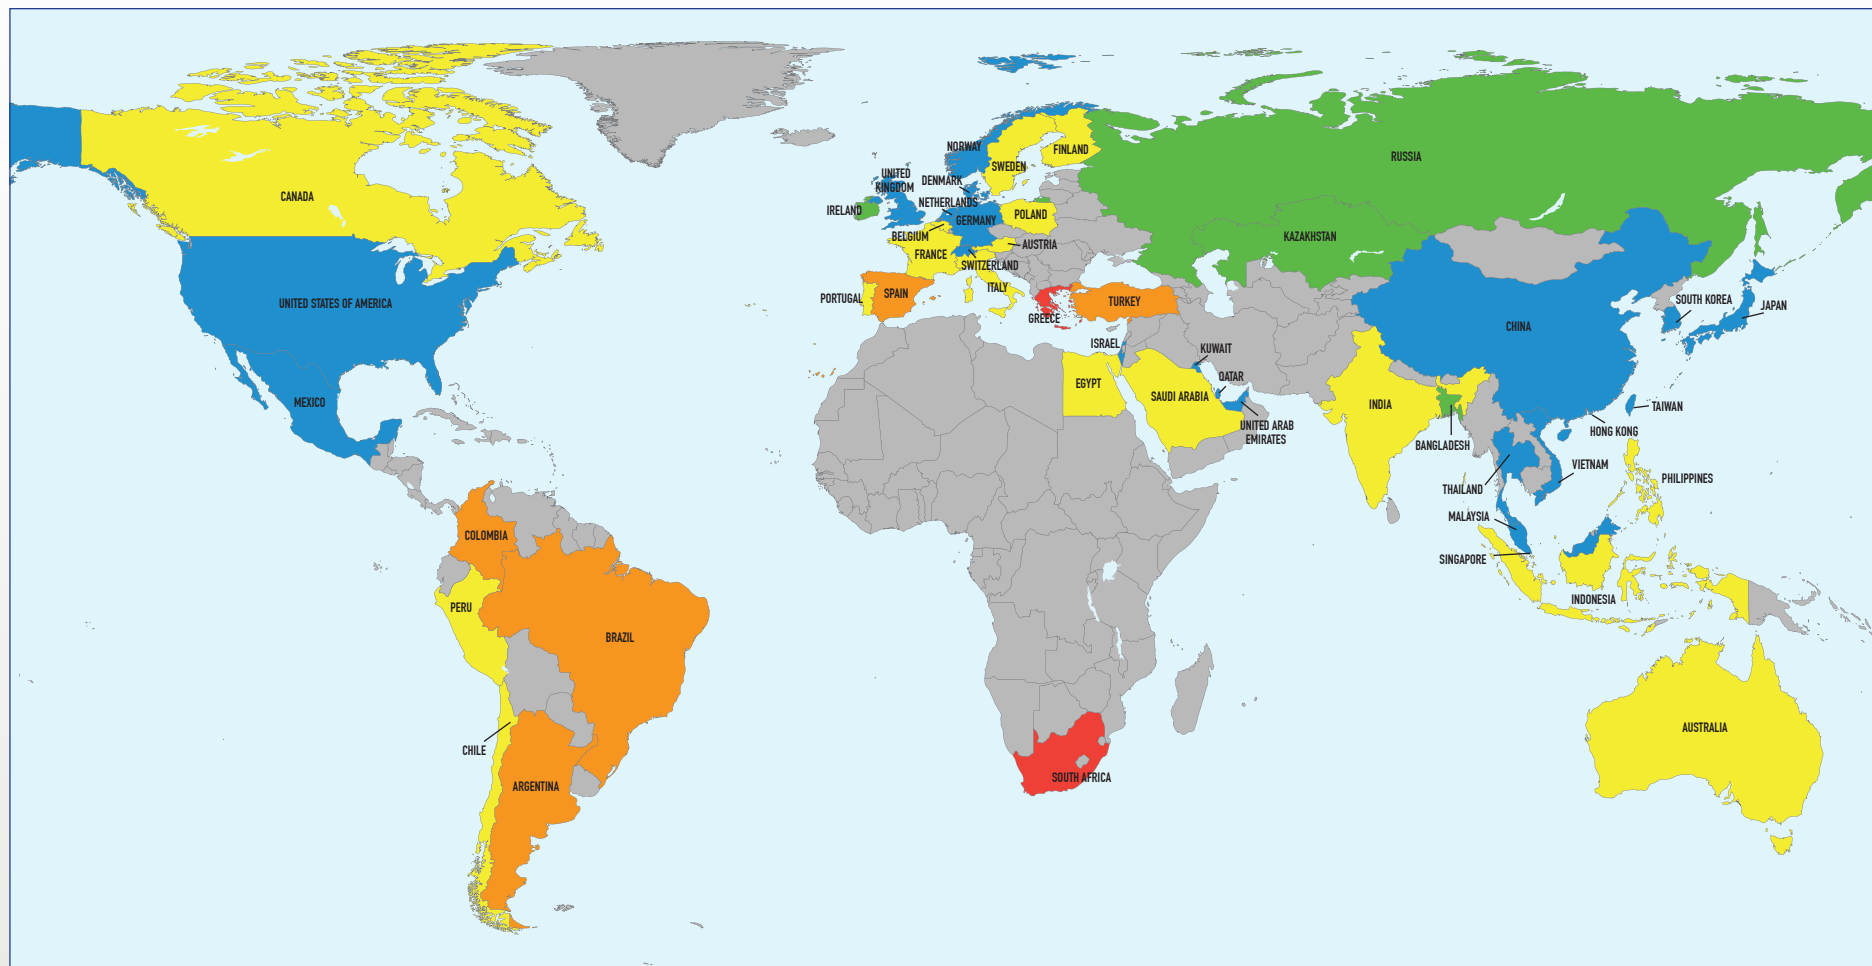 CANADA
UNITED STATES OF AMERICA
MEXICO
COLOMBIA
PERU
BRAZIL
CHILE
ARGENTINA
NORWAY
SWEDEN
FINLAND
UNITED
KINGDOM
DENMARK
IRELAND
NETHERLANDS
GERMANY
POLAND
BELGIUM
AUSTRIA
FRANCE
SWITZERLAND
PORTUGAL
SPAIN
ITALY
GREECE
TURKEY
RUSSIA
KAZAKHSTAN
ISRAEL
KUWAIT
EGYPT
SAUDI ARABIA
QATAR
UNITED ARAB
EMIRATES
SOUTH AFRICA
INDIA
BANGLADESH
CHINA
SOUTH KOREA
JAPAN
TAIWAN
HONG KONG
VIETNAM
THAILAND
PHILIPPINES
MALAYSIA
SINGAPORE
INDONESIA
AUSTRALIA